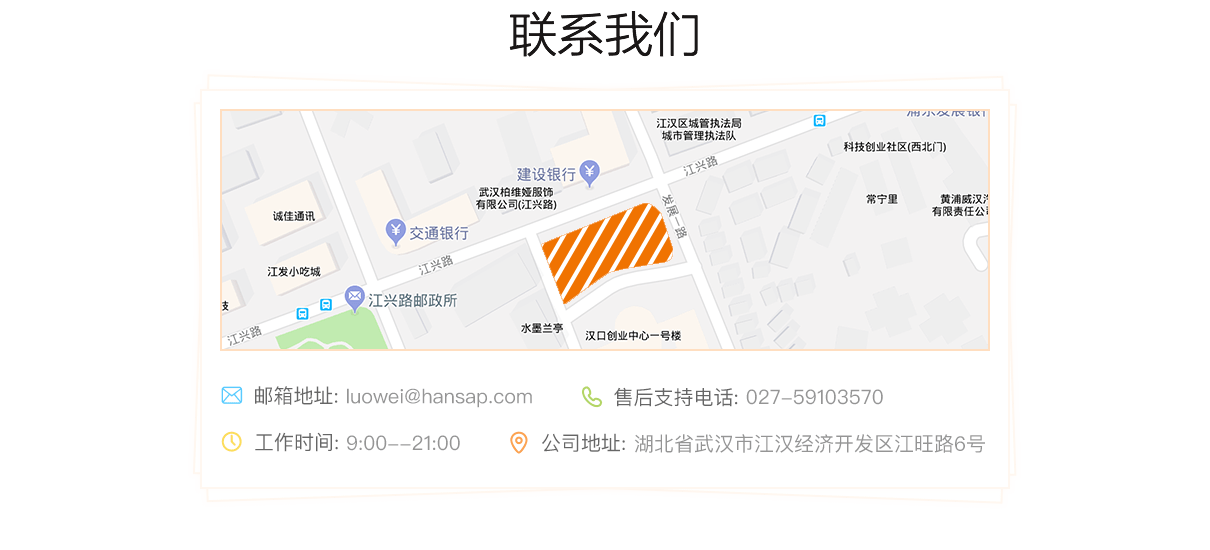 联系我们
江汉区城管执法局
城市管理执法队
浦东发展银行
科技创业社区(西北门)
江兴路
建设银行
武汉柏维娅服饰
有限公司(江兴路)
常宁里
黄浦威汉汽
有限责任公
诚佳通讯
交通银行
发展一路
江兴路
江发小吃城
江兴路邮政所
技
江兴路
水墨兰亭
汉口创业中心一号楼
邮箱地址: luowei@hansap.com
售后支持电话: 027-59103570
工作时间: 9:00--21:00
公司地址: 湖北省武汉市江汉经济开发区江旺路6号